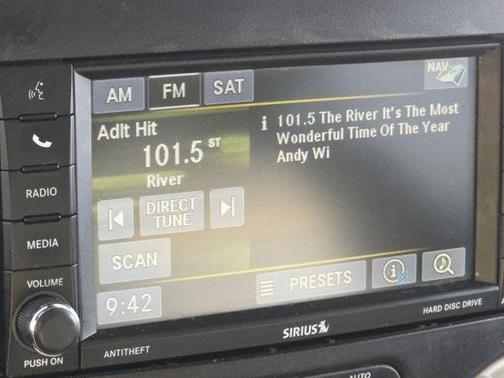 AM FM SAT NAV
Adlt Hit
101.5 ST
River
i 101.5 The River It's The Most
Wonderful Time Of The Year
Andy Wi
DIRECT
TUNE
SCAN
PRESETS
9:42
RADIO
MEDIA
VOLUME
PUSH ON
ANTITHEFT
SIRIUS
HARD DISC DRIVE
AUTO